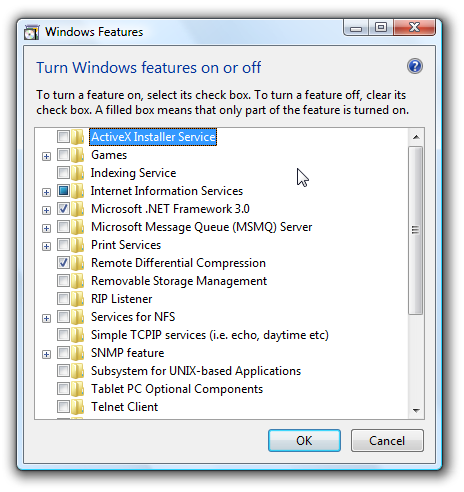 Windows Features
Turn Windows features on or off
To turn a feature on, select its check box. To turn a feature off, clear its
check box. A filled box means that only part of the feature is turned on.
ActiveX Installer Service
Games
Indexing Service
Internet Information Services
Microsoft .NET Framework 3.0
Microsoft Message Queue (MSMQ) Server
Print Services
Remote Differential Compression
Removable Storage Management
RIP Listener
Services for NFS
Simple TCPIP services (i.e. echo, daytime etc)
SNMP feature
Subsystem for UNIX-based Applications
Tablet PC Optional Components
Telnet Client
OK
Cancel